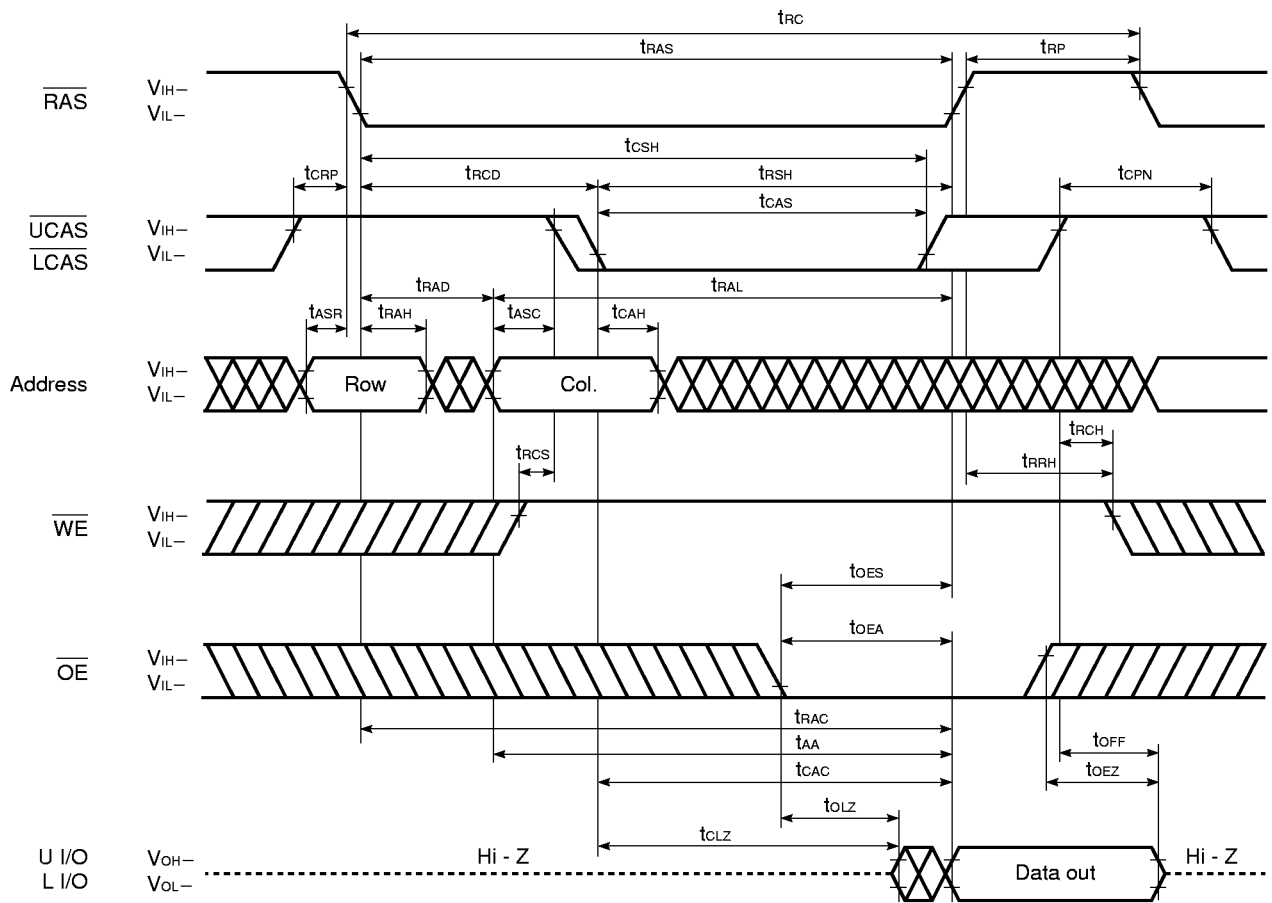 tRC
tRAS
tRP
RAS
VIH–
VIL–
tCSH
tCRP
tRCD
tRSH
tCPN
tCAS
UCAS
LCAS
VIH–
VIL–
tRAD
tRAL
tASR
tRAH
tASC
tCAH
Address
VIH–
VIL–
Row
Col.
tRCH
tRCS
tRRH
WE
VIH–
VIL–
tOES
tOEA
OE
VIH–
VIL–
tRAC
tAA
tOFF
tCAC
tOEZ
tOLZ
tCLZ
U I/O
L I/O
VOH–
VOL–
Hi - Z
Data out
Hi - Z